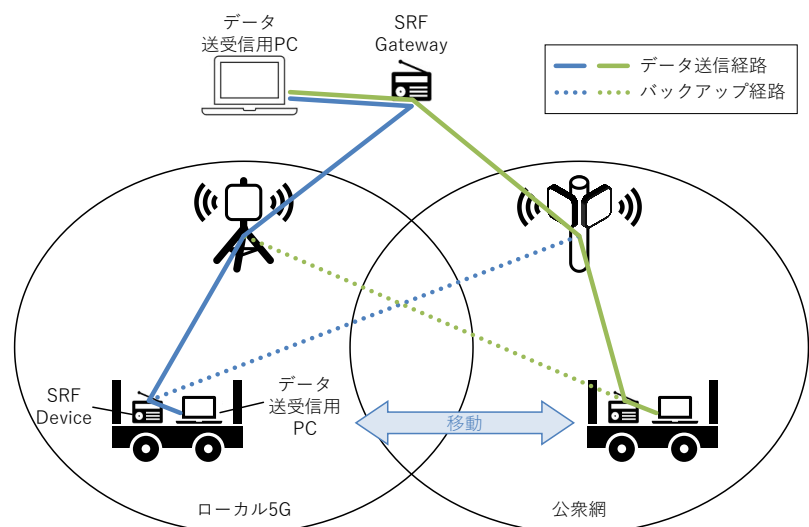 データ
送受信用PC
SRF
Gateway
データ送信経路
バックアップ経路
SRF
Device
データ
送受信用
PC
移動
ローカル5G
公衆網